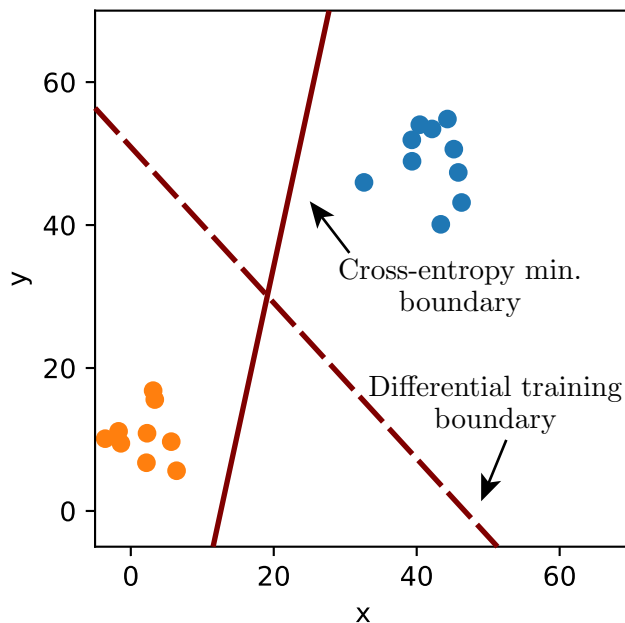 60
40
20
0
y
Cross-entropy min.
boundary
Differential training
boundary
0
20
40
60
x